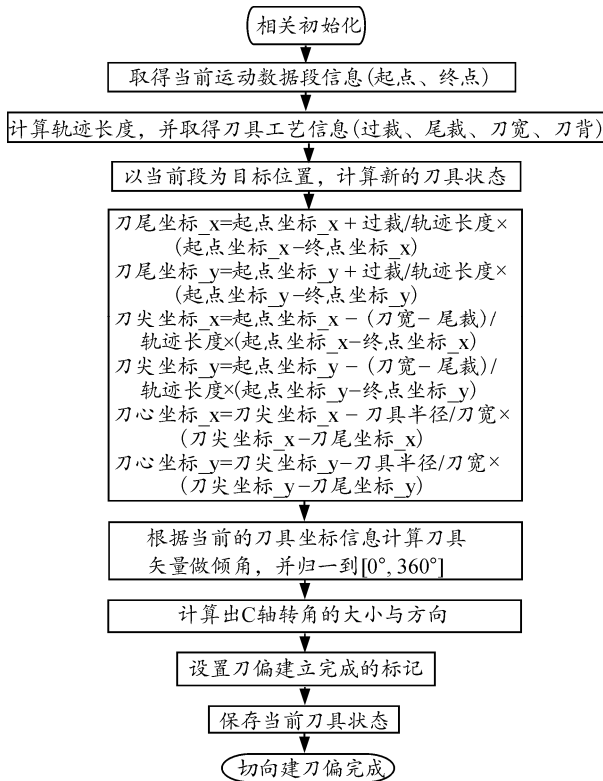 相关初始化
取得当前运动数据段信息(起点、终点)
计算轨迹长度，并取得刀具工艺信息(过裁、尾裁、刀宽、刀背)
以当前段为目标位置，计算新的刀具状态
刀尾坐标_x=起点坐标_x + 过裁/轨迹长度×
(起点坐标_x−终点坐标_x)
刀尾坐标_y=起点坐标_y + 过裁/轨迹长度×
(起点坐标_y−终点坐标_y)
刀尖坐标_x=起点坐标_x − (刀宽− 尾裁)/
轨迹长度×(起点坐标_x−终点坐标_x)
刀尖坐标_y=起点坐标_y − (刀宽− 尾裁)/
轨迹长度×(起点坐标_y−终点坐标_y)
刀心坐标_x=刀尖坐标_x − 刀具半径/刀宽×
(刀尖坐标_x−刀尾坐标_x)
刀心坐标_y=刀尖坐标_y−刀具半径/刀宽×
(刀尖坐标_y−刀尾坐标_y)
根据当前的刀具坐标信息计算刀具
矢量做倾角，并归一到[0°, 360°]
计算出C轴转角的大小与方向
设置刀偏建立完成的标记
保存当前刀具状态
切向建刀偏完成